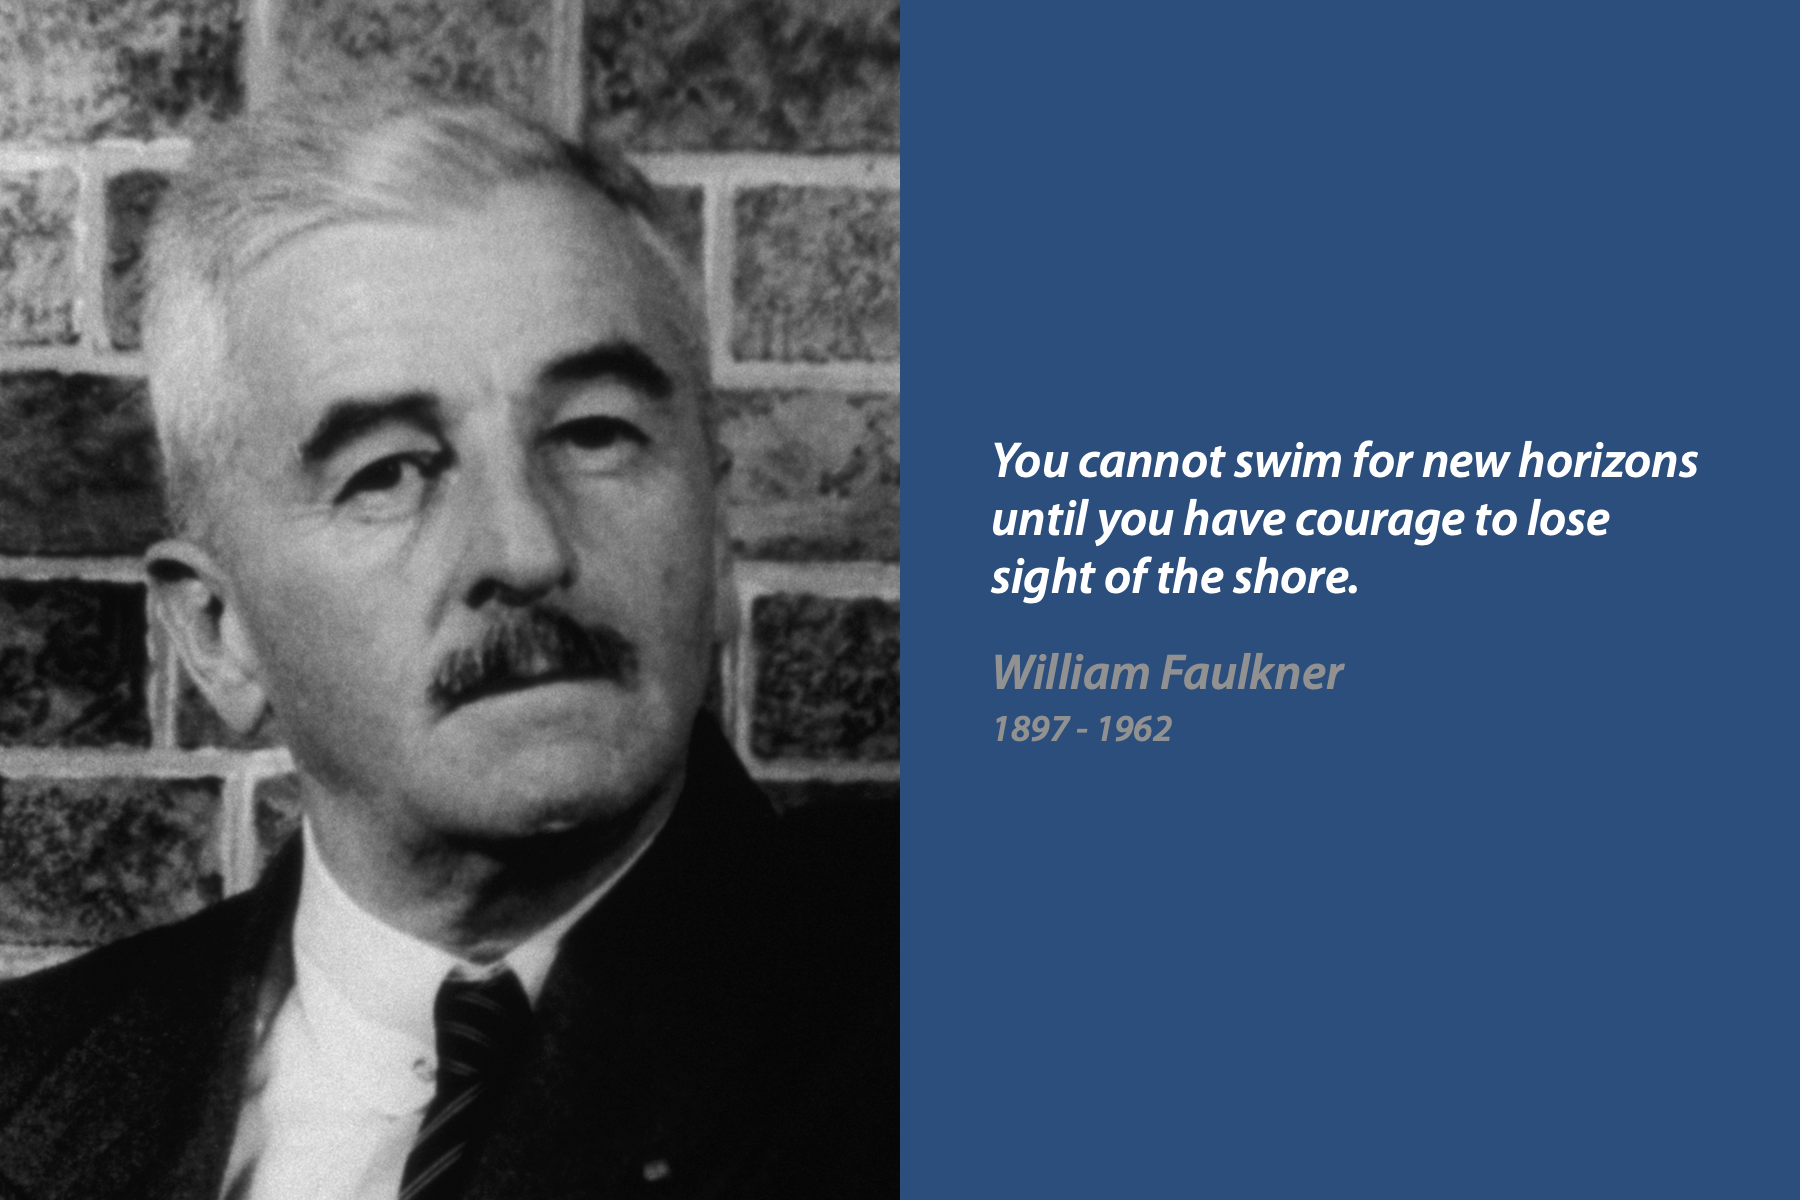 You cannot swim for new horizons
until you have courage to lose
sight of the shore.
William Faulkner
1897 - 1962